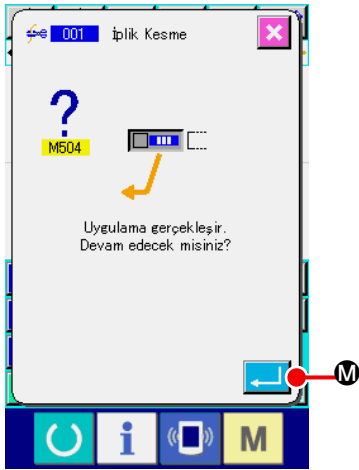 001 İplik Kesme
?
M504
Uygulama gerçekleşir.
Devam edecek misiniz?
M
i
M